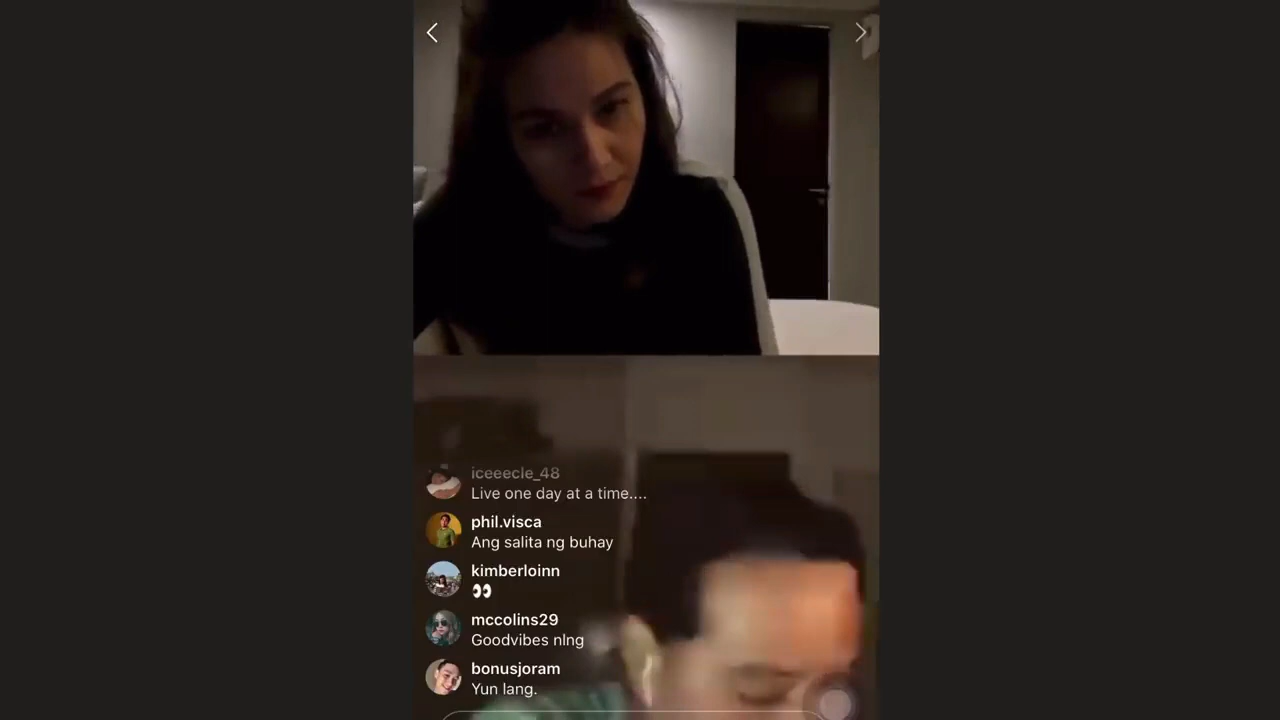 iceeecle_48
Live one day at a time....
phil.visca
Ang salita ng buhay
kimberloinn
👀
mccolins29
Goodvibes nlng
bonusjoram
Yun lang.